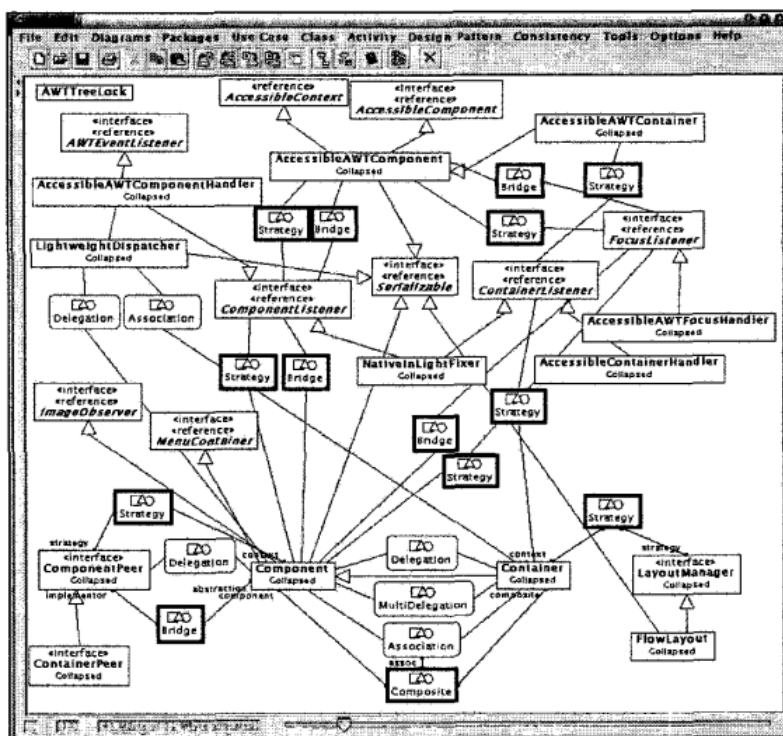 File Edit Diagrams Packages Use Case Class Activity Design Pattern Consistency Tools Options Help
AWTTreeLock
«reference»
AccessibleContext
«interface»
«reference»
AccessibleComponent
«interface»
«reference»
AWTEventListener
AccessibleAWTContainer
Collapsed
AccessibleAWTComponent
Collapsed
Bridge
Strategy
AccessibleAWTComponentHandler
Collapsed
Strategy
Bridge
Strategy
«interface»
«reference»
FocusListener
LightweightDispatcher
Collapsed
«interface»
«reference»
Serializable
«interface»
«reference»
ContainerListener
«interface»
«reference»
ComponentListener
Delegation
Association
AccessibleAWTFocusHandler
Collapsed
Strategy
Bridge
NativeInLightFixer
Collapsed
AccessibleContainerHandler
Collapsed
«interface»
«reference»
ImageObserver
«interface»
«reference»
MenuContainer
Strategy
Bridge
Strategy
Strategy
Strategy
strategy
«interface»
ComponentPeer
Collapsed
implementor
Delegation
context
Component
Collapsed
abstraction
component
Delegation
context
Container
Collapsed
composite
strategy
«interface»
LayoutManager
Collapsed
MultiDelegation
Bridge
Association
assoc
FlowLayout
Collapsed
«interface»
ContainerPeer
Collapsed
Composite